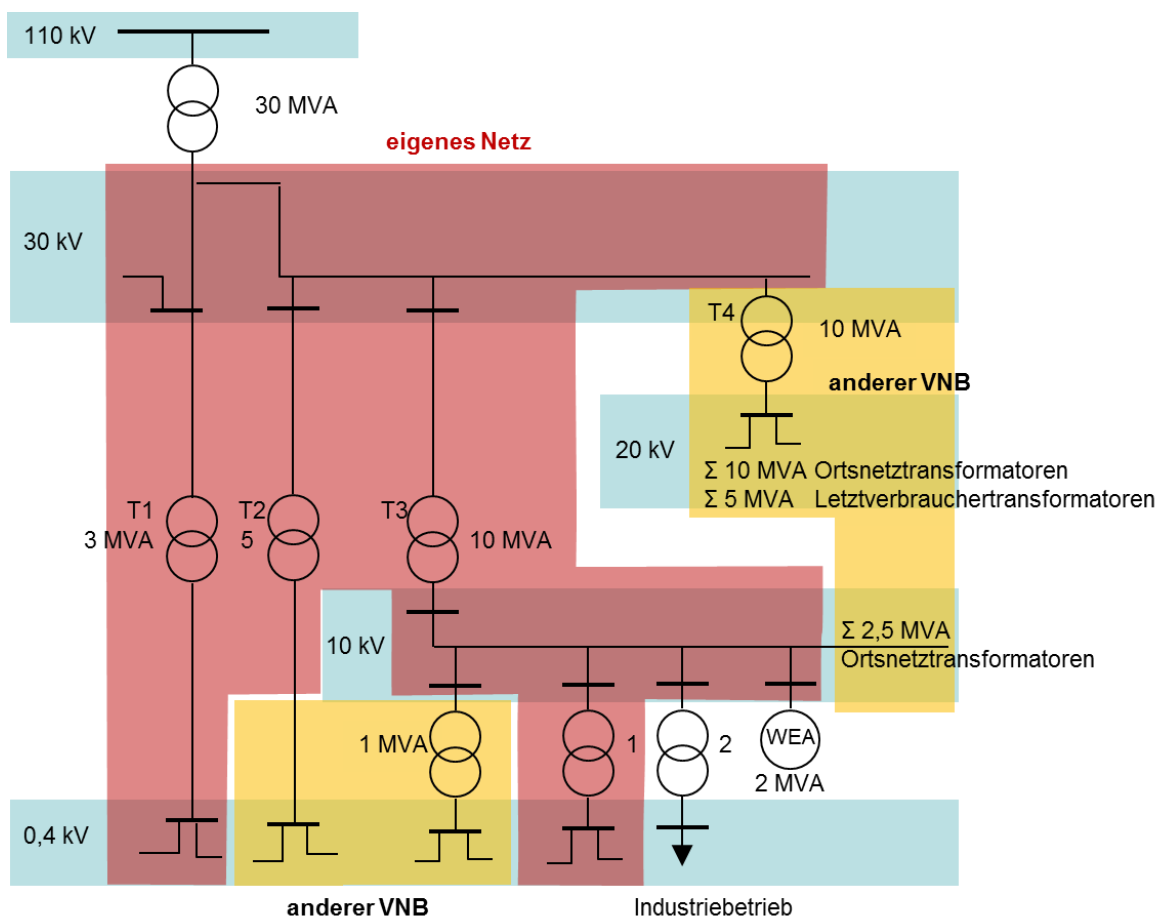 110 kV
30 MVA
eigenes Netz
30 kV
T4
10 MVA
anderer VNB
20 kV
Σ 10 MVA Ortsnetztransformatoren
Σ 5 MVA Letztverbrauchertransformatoren
T1
3 MVA
T2
5
T3
10 MVA
10 kV
Σ 2,5 MVA
Ortsnetztransformatoren
1 MVA
1
2
WEA
2 MVA
0,4 kV
anderer VNB
Industriebetrieb